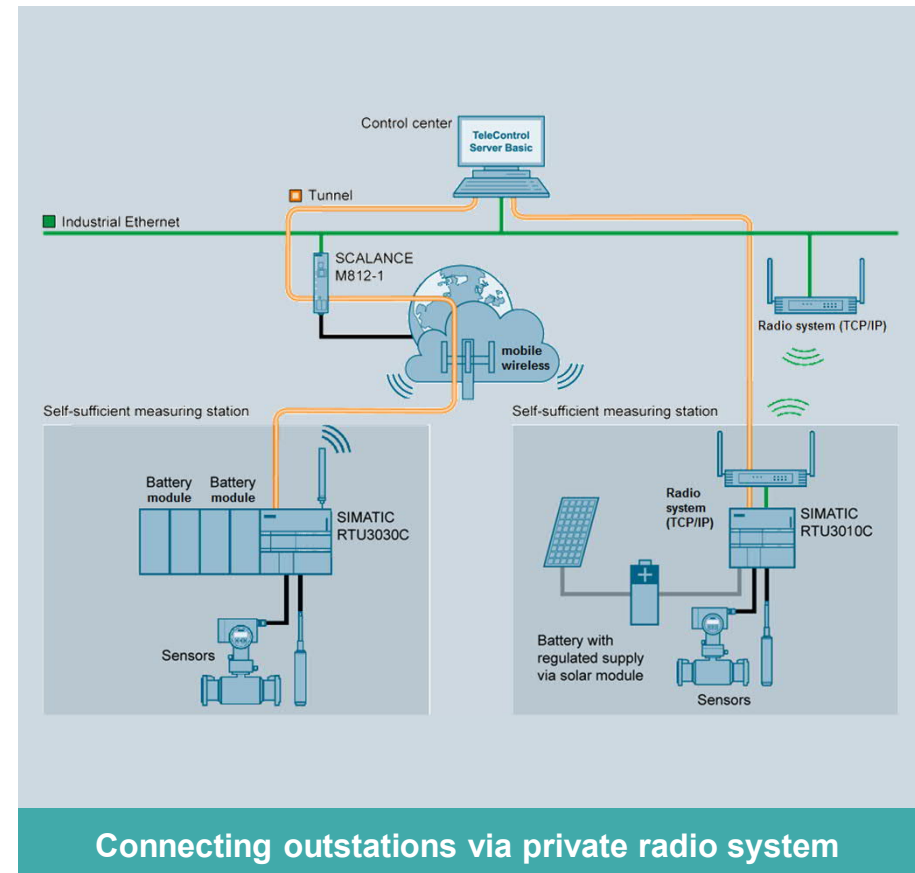 Control center
TeleControl
Server Basic
Tunnel
Industrial Ethernet
SCALANCE
M812-1
Radio system (TCP/IP)
mobile
wireless
Self-sufficient measuring station
Battery
module
Battery
module
SIMATIC
RTU3030C
Sensors
Self-sufficient measuring station
Radio
system
(TCP/IP)
SIMATIC
RTU3010C
Battery with
regulated supply
via solar module
Sensors
Connecting outstations via private radio system